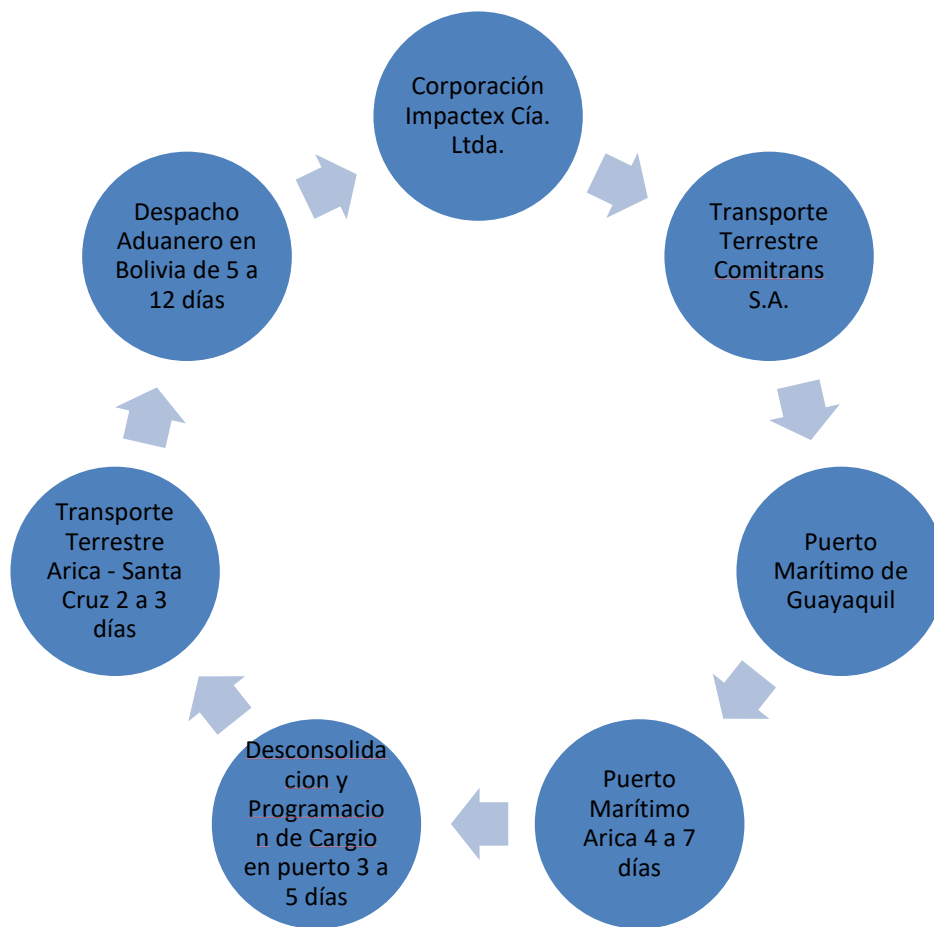 Corporación
Impactex Cía.
Ltda.
Transporte
Terrestre
Comitrans
S.A.
Puerto
Marítimo de
Guayaquil
Puerto
Marítimo
Arica 4 a 7
días
Desconsolida
cion y
Programacio
n de Cargio
en puerto 3 a
5 días
Transporte
Terrestre
Arica - Santa
Cruz 2 a 3
días
Despacho
Aduanero en
Bolivia de 5 a
12 días